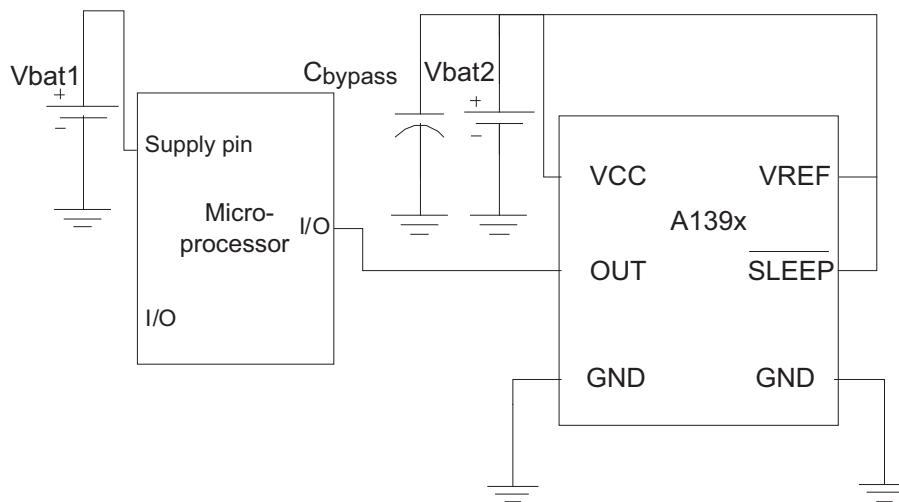 Vbat1
+
–
Cbypass
Vbat2
+
–
Supply pin
Micro-
processor
I/O
I/O
VCC
VREF
A139x
OUT
SLEEP
GND
GND